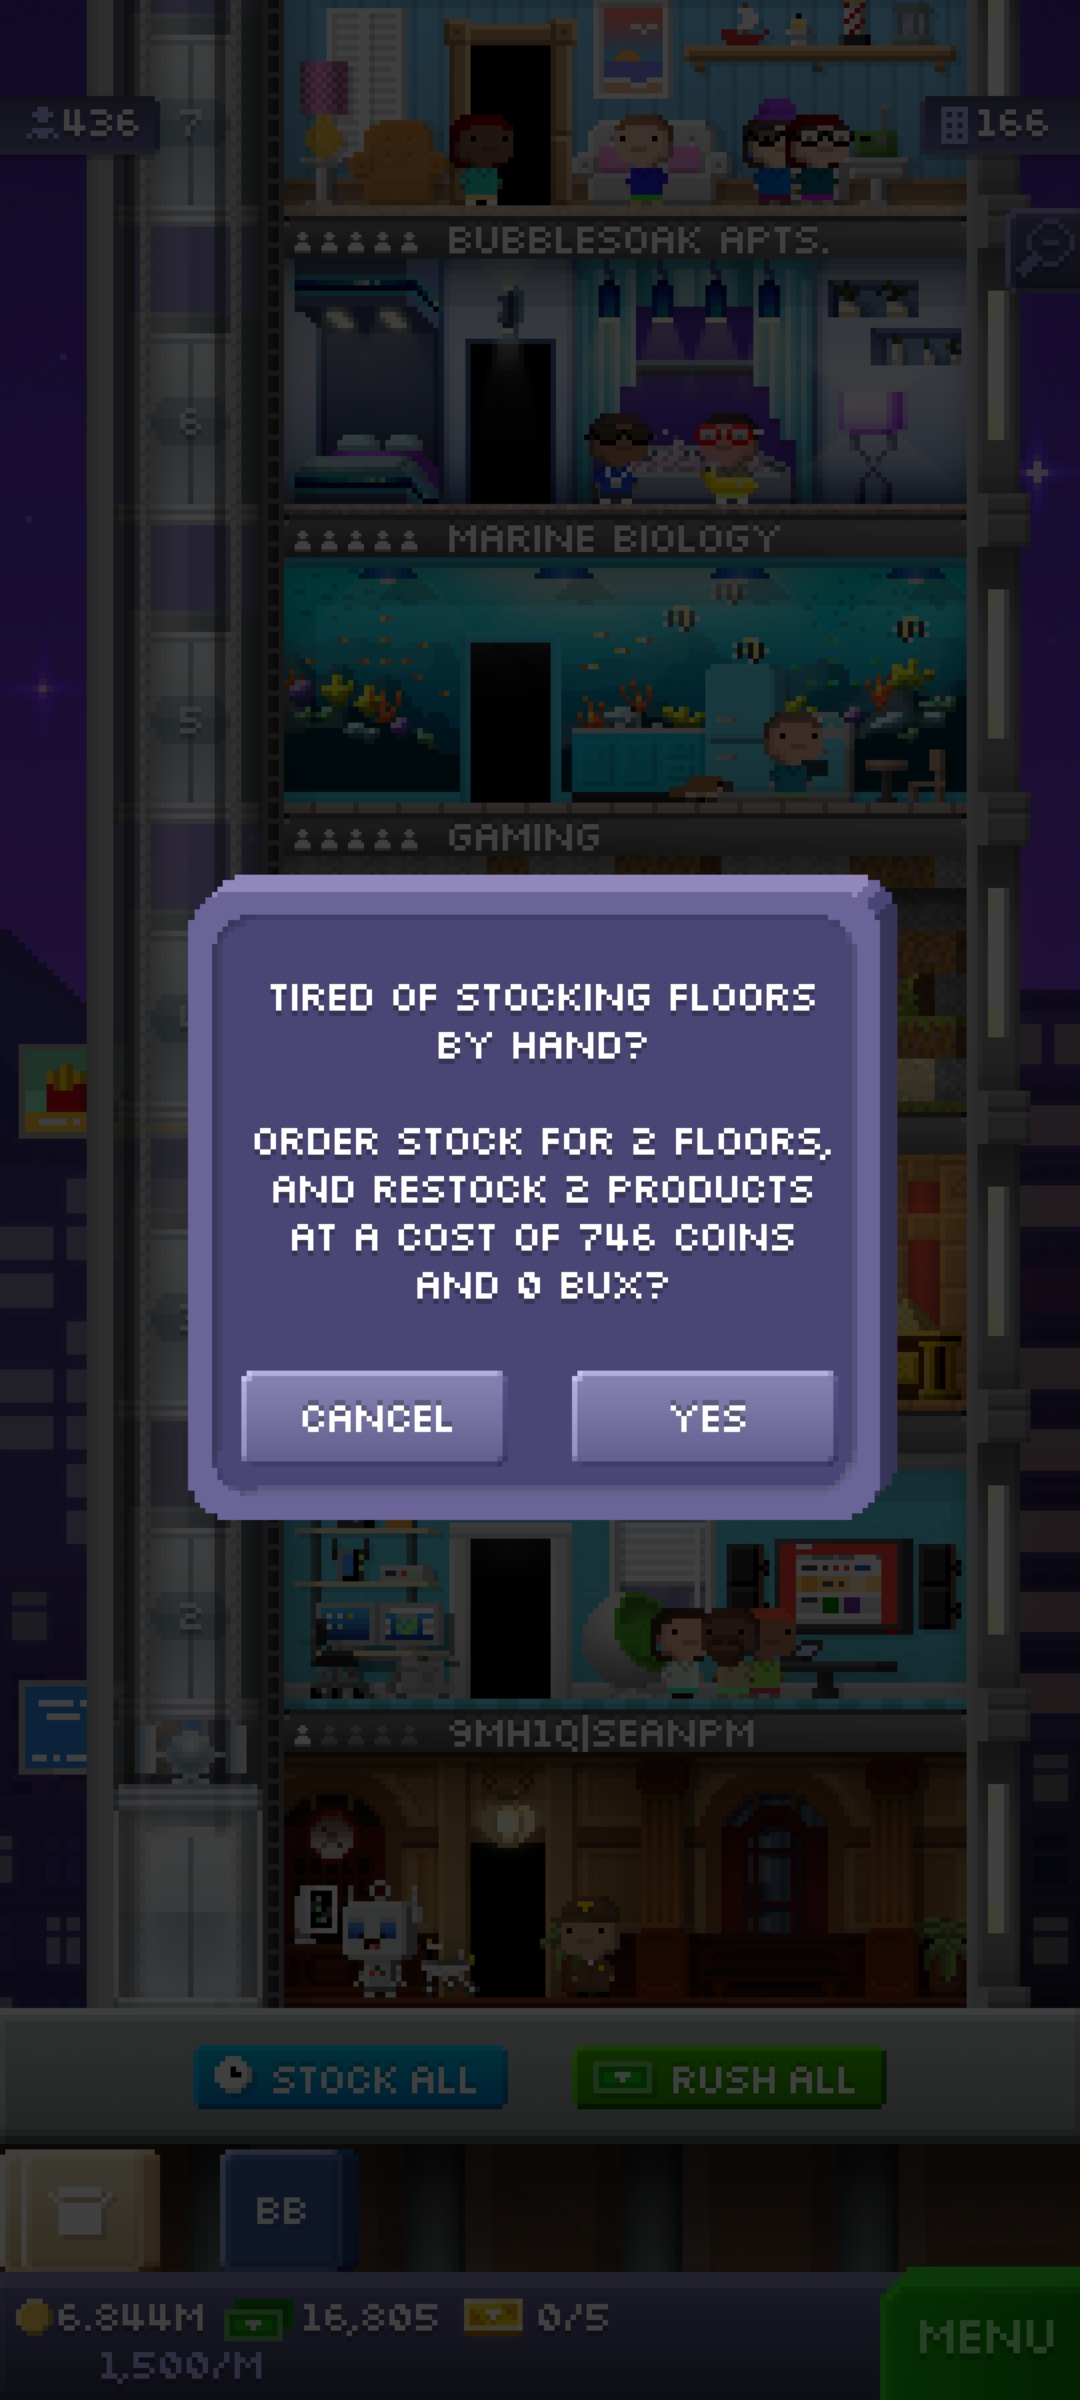 436
7
166
BUBBLESOAK APTS.
6
MARINE BIOLOGY
5
GAMING
TIRED OF STOCKING FLOORS
BY HAND?
ORDER STOCK FOR 2 FLOORS,
AND RESTOCK 2 PRODUCTS
AT A COST OF 746 COINS
AND 0 BUX?
CANCEL
YES
2
9MH1Q|SEANPM
STOCK ALL
RUSH ALL
BB
6.844M
16,805
0/5
MENU
1,500/M